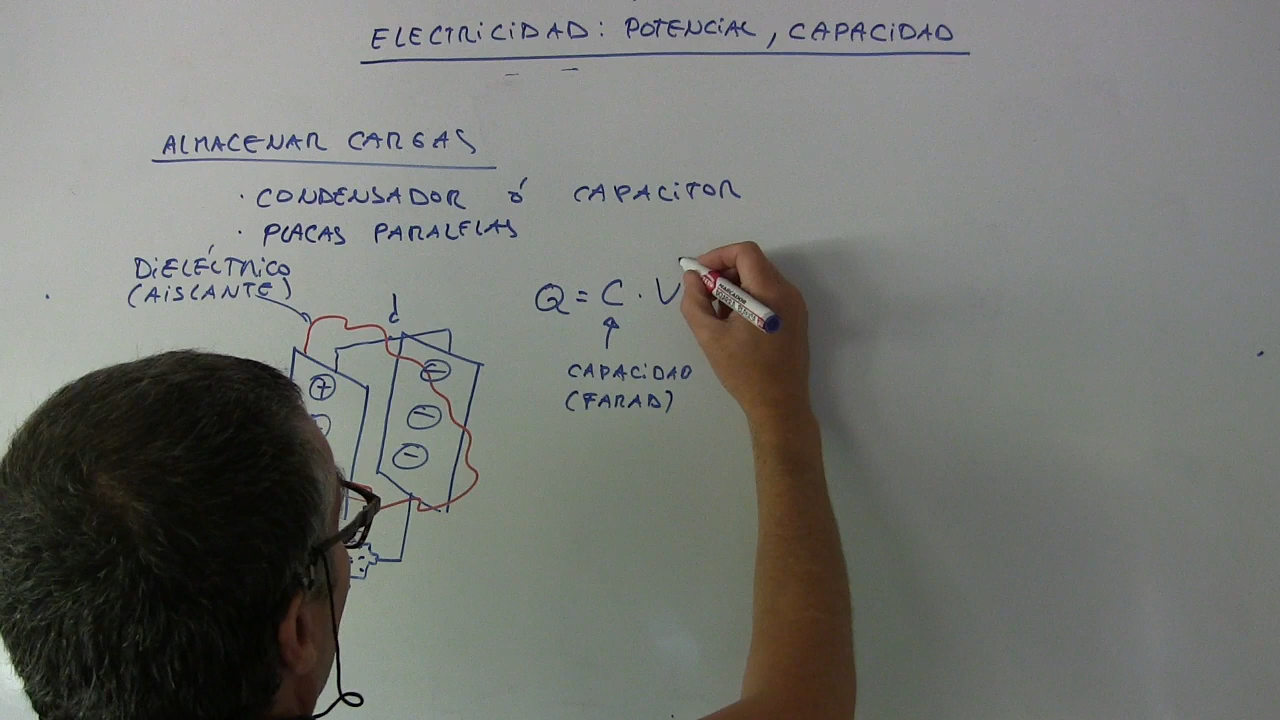 ELECTRICIDAD: POTENCIAL, CAPACIDAD
ALMACENAR CARGAS
· CONDENSADOR ó CAPACITOR
· PLACAS PARALELAS
DIELÉCTRICO
(AISLANTE)
d
Q = C · V
+
−
−
−
CAPACIDAD
(FARAD)